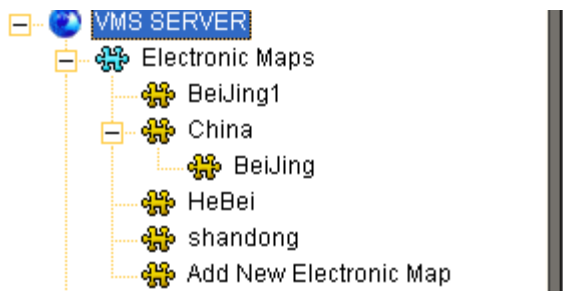 VMS SERVER
Electronic Maps
BeiJing1
China
BeiJing
HeBei
shandong
Add New Electronic Map